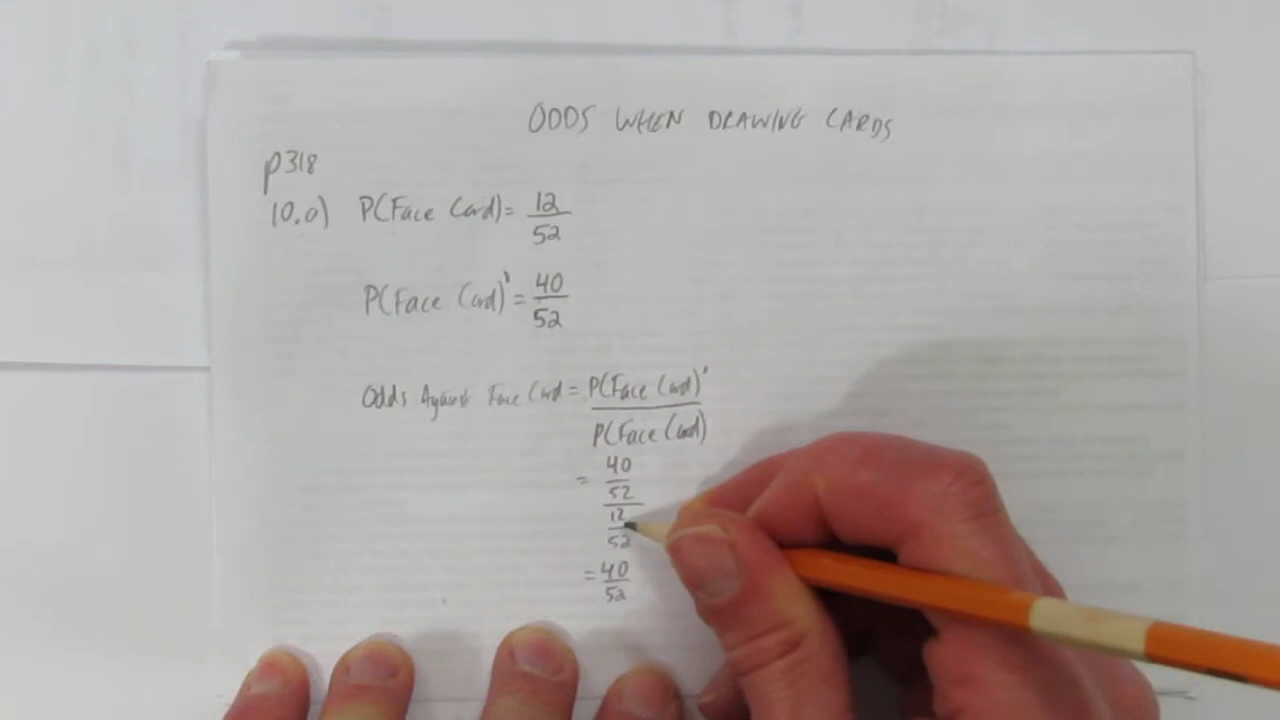 ODDS WHEN DRAWING CARDS
p318
10.a) P(Face Card) = 12/52
P(Face Card)' = 40/52
Odds Against Face Card = P(Face Card)' / P(Face Card)
= 40/52 / 12/52
= 40/52